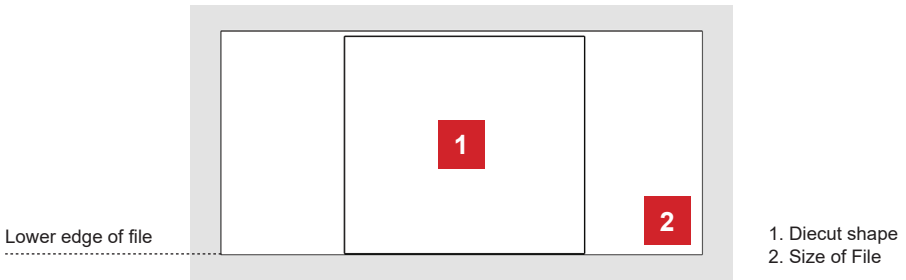 1
2
Lower edge of file
1. Diecut shape
2. Size of File